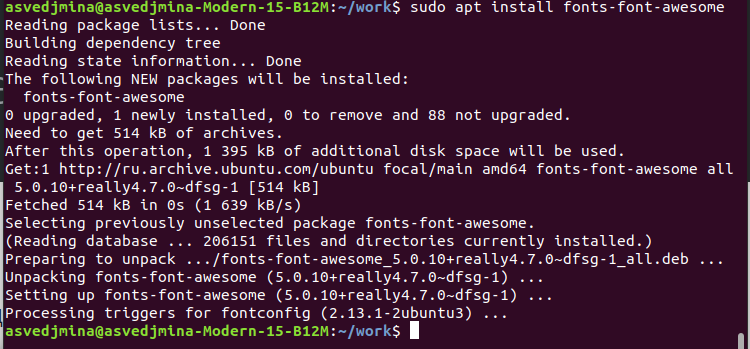 asvedjmina@asvedjmina-Modern-15-B12M:~/work$ sudo apt install fonts-font-awesome
Reading package lists... Done
Building dependency tree
Reading state information... Done
The following NEW packages will be installed:
  fonts-font-awesome
0 upgraded, 1 newly installed, 0 to remove and 88 not upgraded.
Need to get 514 kB of archives.
After this operation, 1 395 kB of additional disk space will be used.
Get:1 http://ru.archive.ubuntu.com/ubuntu focal/main amd64 fonts-font-awesome all
 5.0.10+really4.7.0~dfsg-1 [514 kB]
Fetched 514 kB in 0s (1 639 kB/s)
Selecting previously unselected package fonts-font-awesome.
(Reading database ... 206151 files and directories currently installed.)
Preparing to unpack .../fonts-font-awesome_5.0.10+really4.7.0~dfsg-1_all.deb ...
Unpacking fonts-font-awesome (5.0.10+really4.7.0~dfsg-1) ...
Setting up fonts-font-awesome (5.0.10+really4.7.0~dfsg-1) ...
Processing triggers for fontconfig (2.13.1-2ubuntu3) ...
asvedjmina@asvedjmina-Modern-15-B12M:~/work$